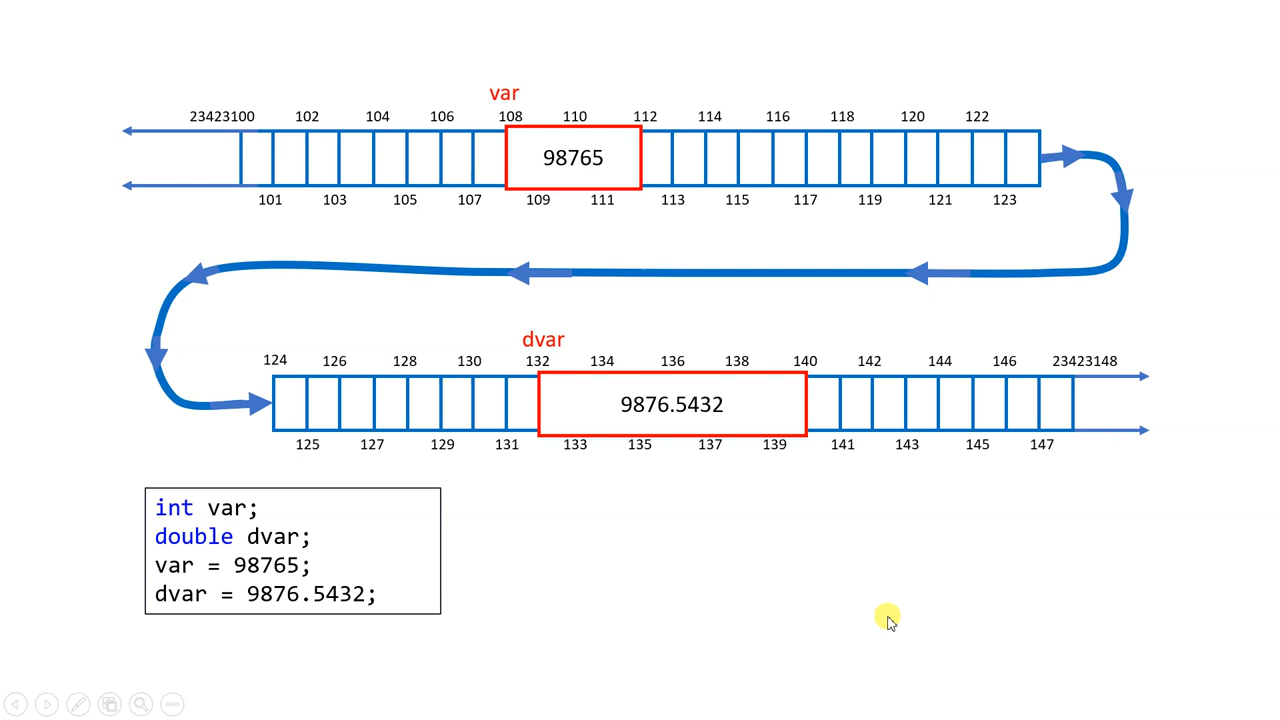 var
23423100 102 104 106 108 110 112 114 116 118 120 122
98765
101 103 105 107 109 111 113 115 117 119 121 123
dvar
124 126 128 130 132 134 136 138 140 142 144 146 23423148
9876.5432
125 127 129 131 133 135 137 139 141 143 145 147
int var;
double dvar;
var = 98765;
dvar = 9876.5432;